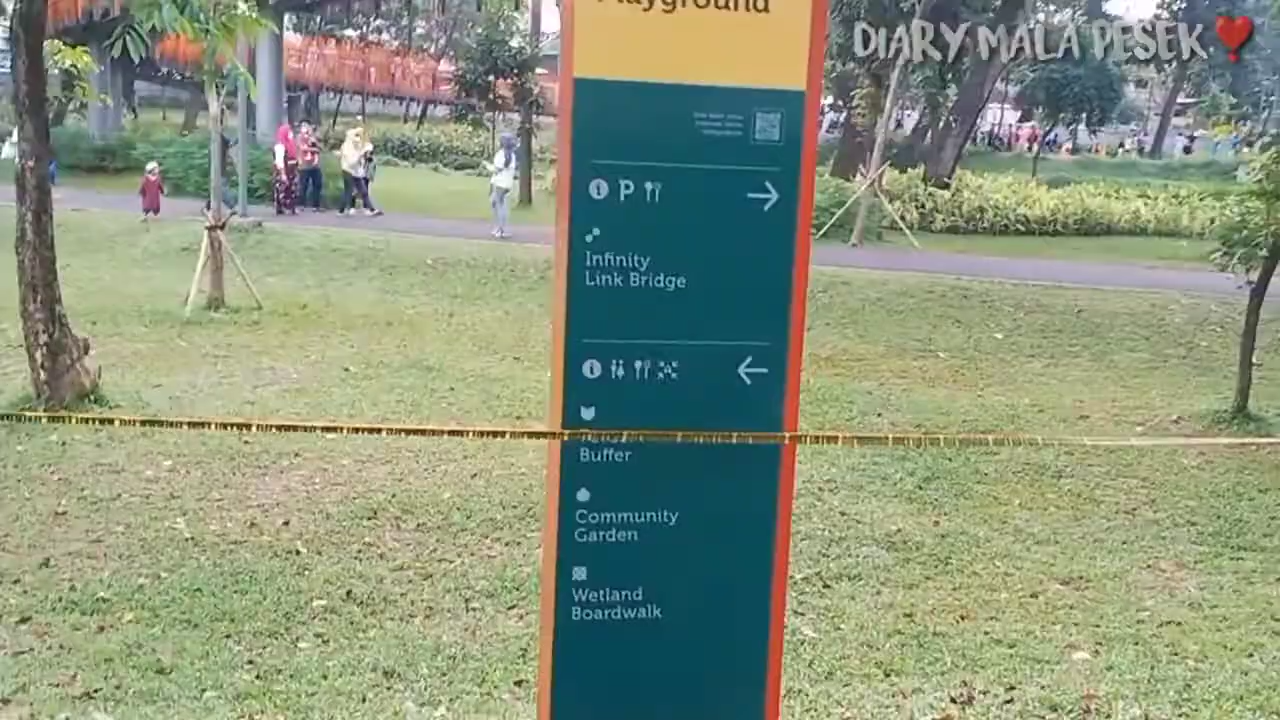 Playground
DIARY MALA PESEK
P
Infinity
Link Bridge
Buffer
Community
Garden
Wetland
Boardwalk